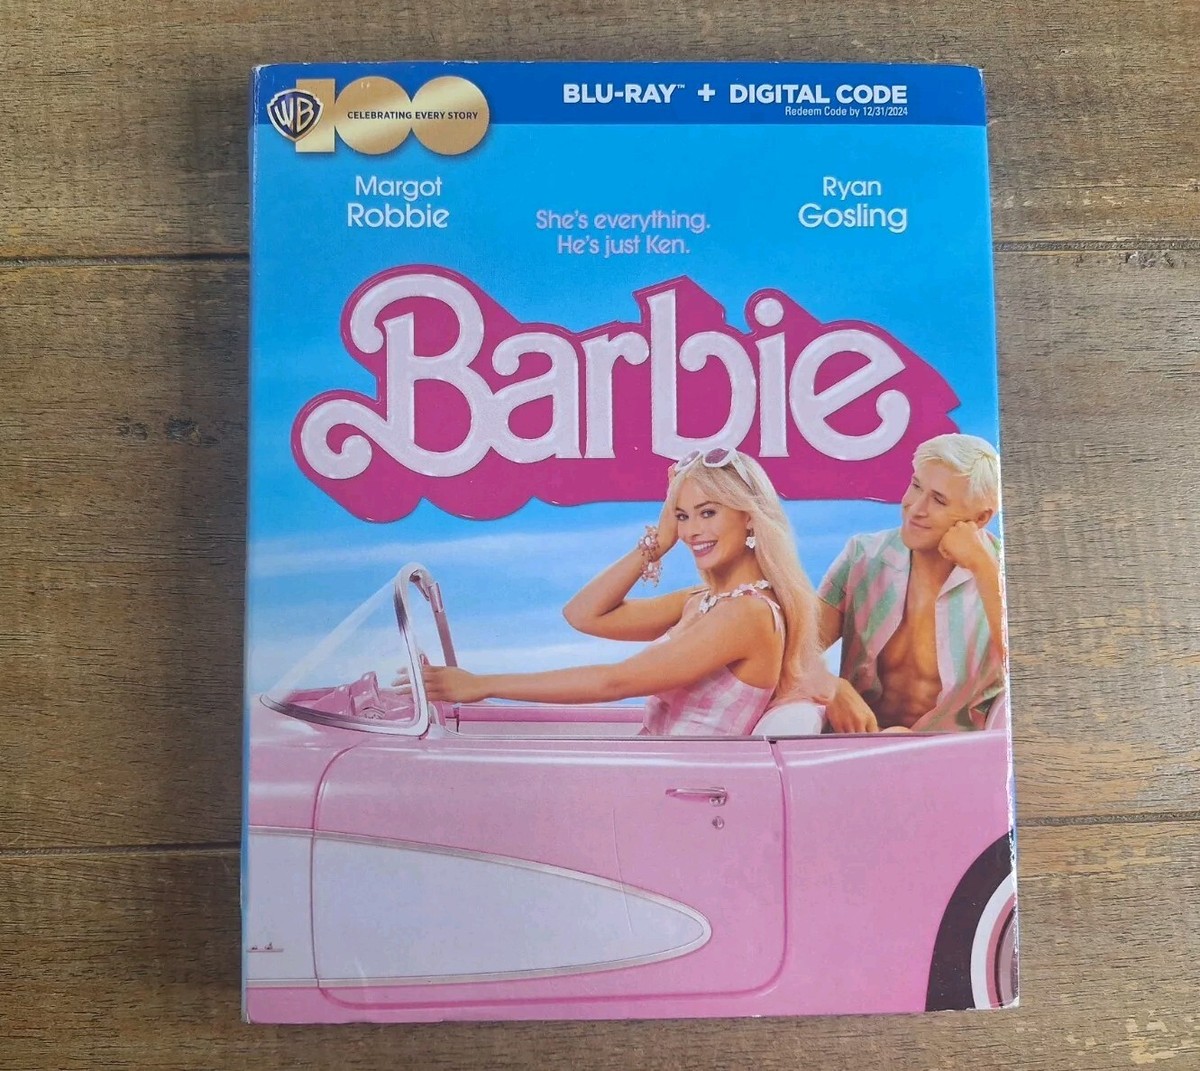 WB
100
CELEBRATING EVERY STORY
BLU-RAY™ + DIGITAL CODE
Redeem Code by 12/31/2024
Margot
Robbie
Ryan
Gosling
She's everything.
He's just Ken.
Barbie